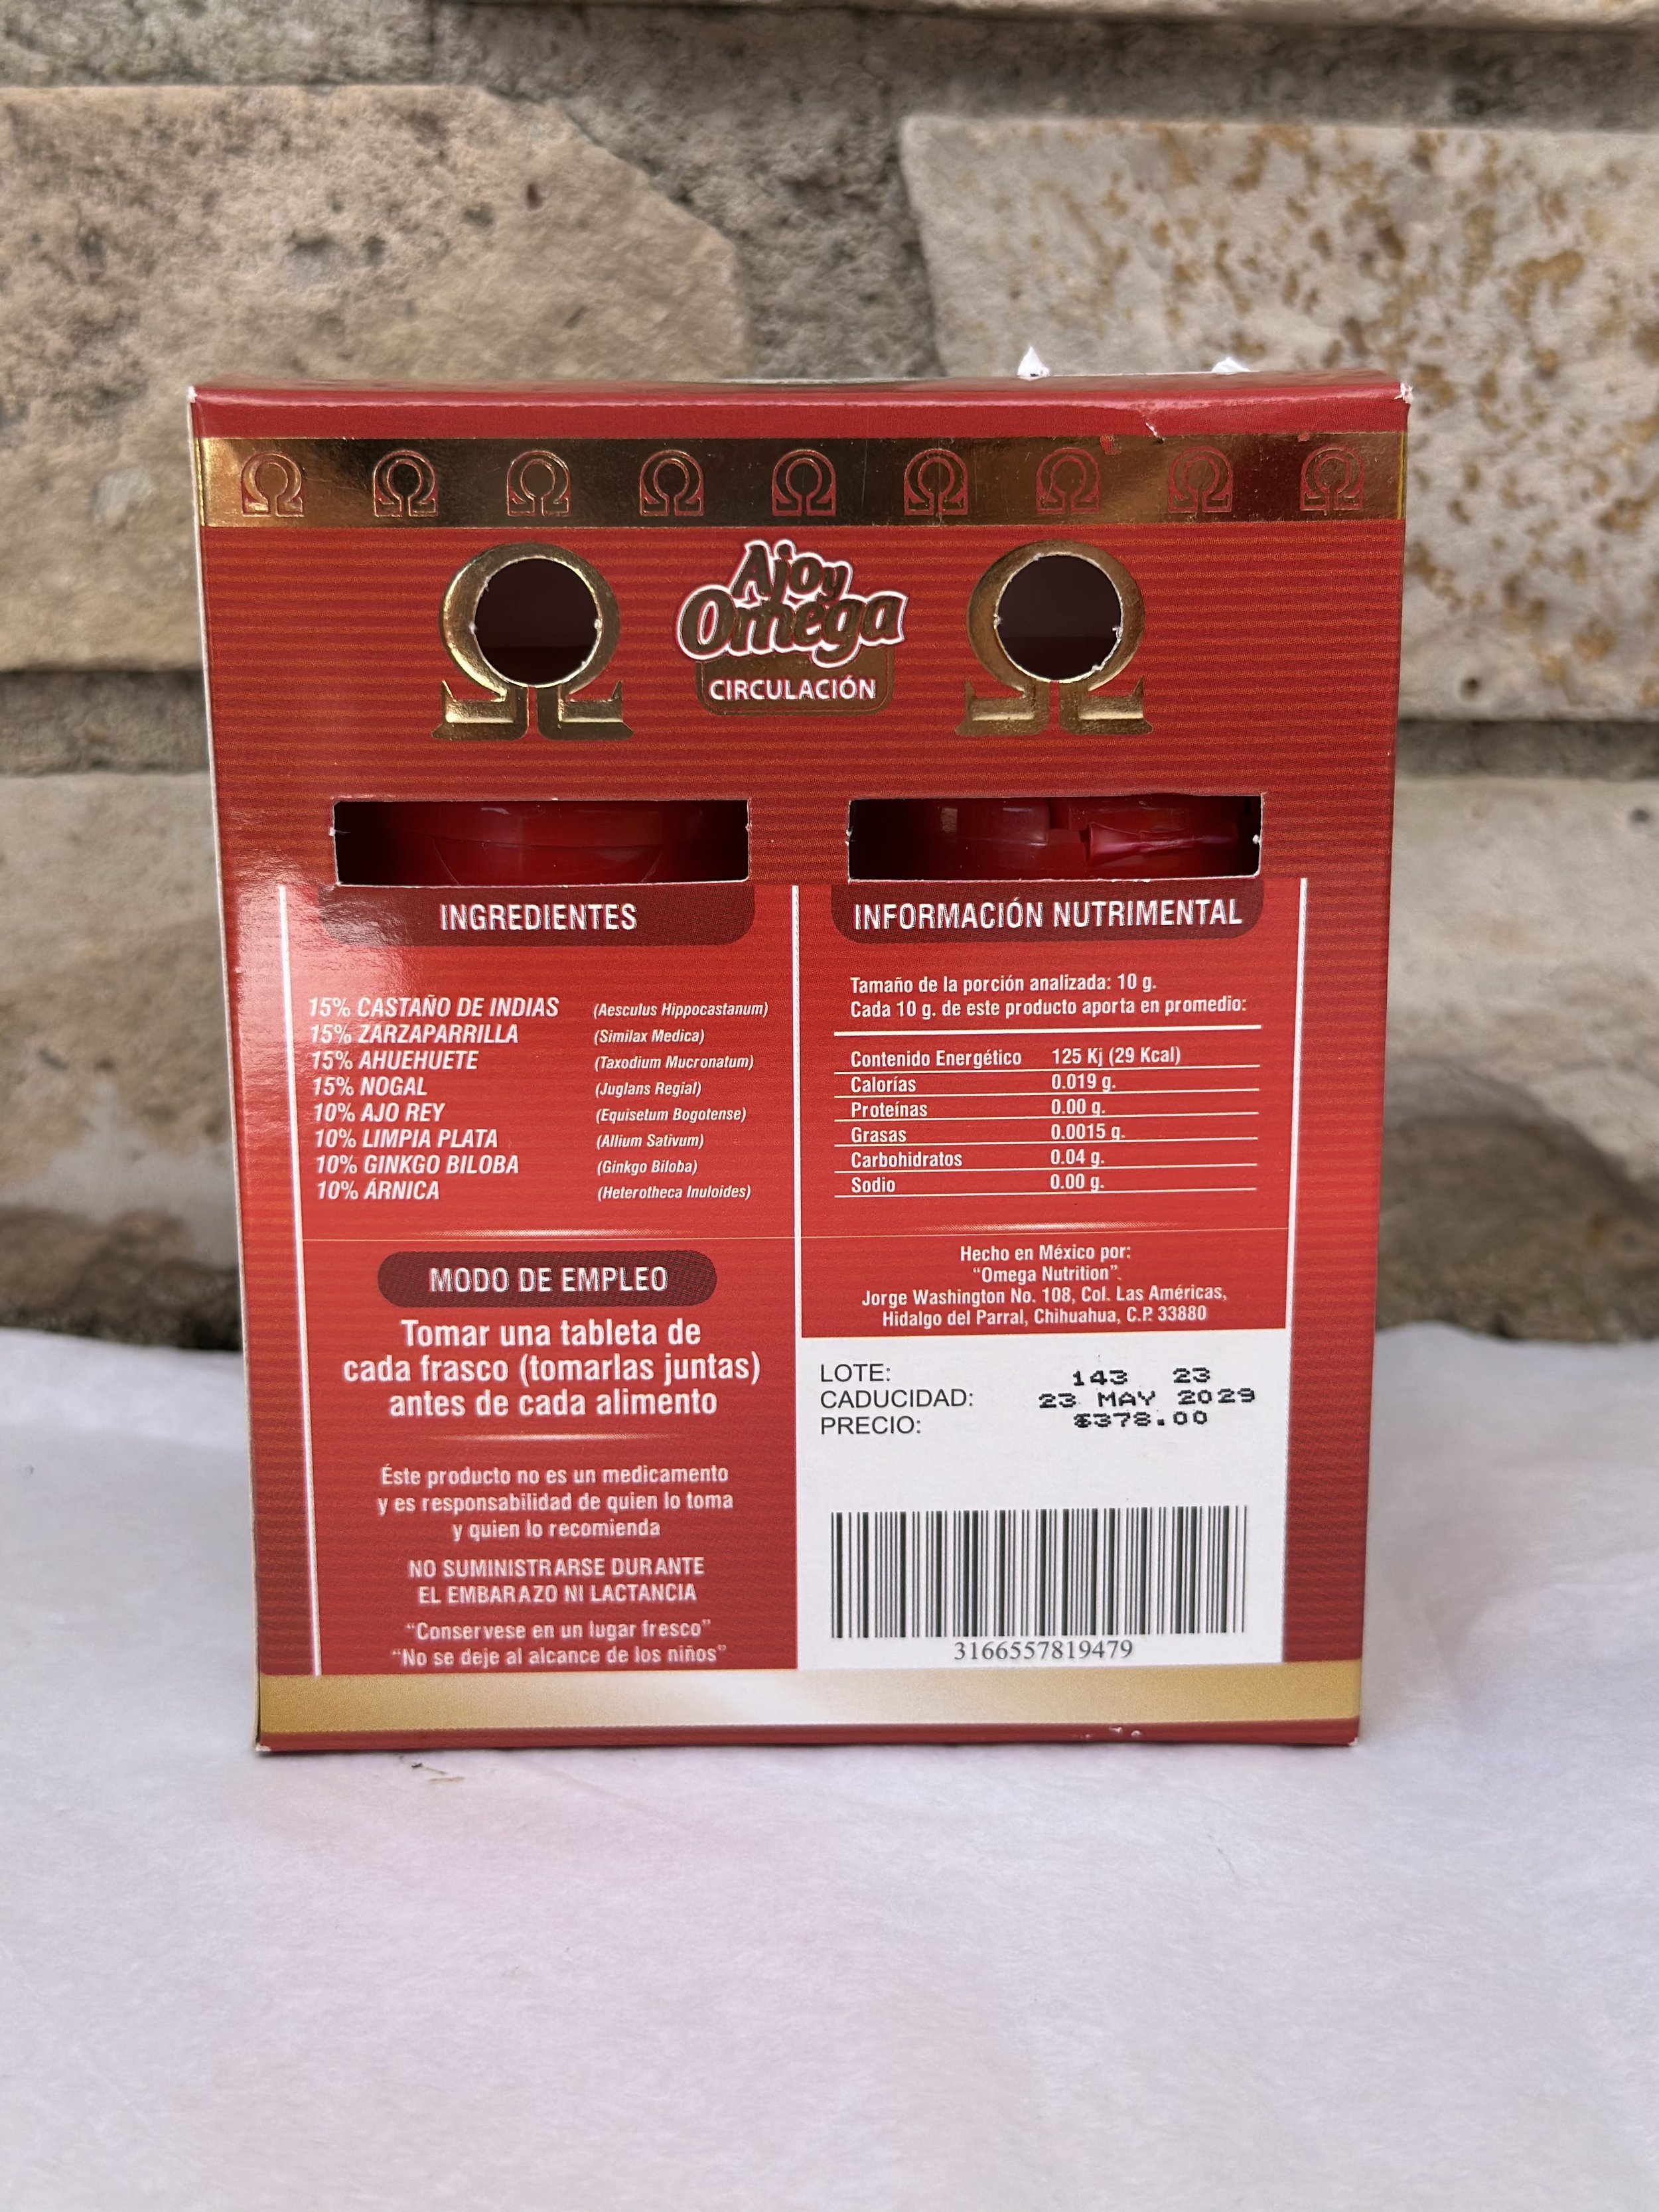 Ajo y
Omega
CIRCULACIÓN
INGREDIENTES
15% CASTAÑO DE INDIAS (Aesculus Hippocastanum)
15% ZARZAPARRILLA (Similax Medica)
15% AHUEHUETE (Taxodium Mucronatum)
15% NOGAL (Juglans Regial)
10% AJO REY (Equisetum Bogotense)
10% LIMPIA PLATA (Allium Sativum)
10% GINKGO BILOBA (Ginkgo Biloba)
10% ÁRNICA (Heterotheca Inuloides)
MODO DE EMPLEO
Tomar una tableta de
cada frasco (tomarlas juntas)
antes de cada alimento
Éste producto no es un medicamento
y es responsabilidad de quien lo toma
y quien lo recomienda
NO SUMINISTRARSE DURANTE
EL EMBARAZO NI LACTANCIA
“Conservese en un lugar fresco”
“No se deje al alcance de los niños”
INFORMACIÓN NUTRIMENTAL
Tamaño de la porción analizada: 10 g.
Cada 10 g. de este producto aporta en promedio:
Contenido Energético 125 Kj (29 Kcal)
Calorías 0.019 g.
Proteínas 0.00 g.
Grasas 0.0015 g.
Carbohidratos 0.04 g.
Sodio 0.00 g.
Hecho en México por:
“Omega Nutrition”.
Jorge Washington No. 108, Col. Las Américas,
Hidalgo del Parral, Chihuahua, C.P. 33880
LOTE: 143 23
CADUCIDAD: 23 MAY 2029
PRECIO: $378.00
3166557819479